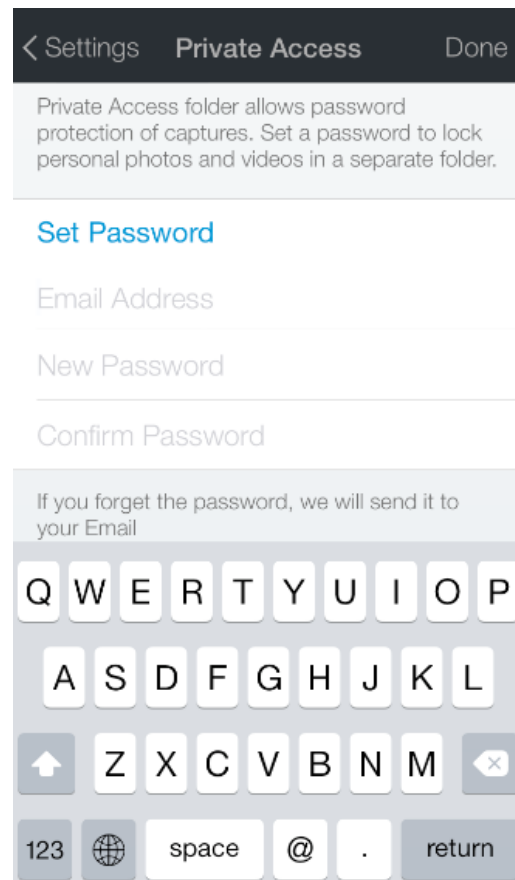 Settings Private Access Done
Private Access folder allows password
protection of captures. Set a password to lock
personal photos and videos in a separate folder.
Set Password
Email Address
New Password
Confirm Password
If you forget the password, we will send it to
your Email
Q W E R T Y U I O P
A S D F G H J K L
Z X C V B N M
123 space @ . return